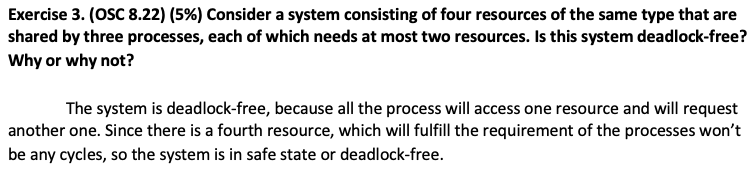 Exercise 3. (OSC 8.22) (5%) Consider a system consisting of four resources of the same type that are
shared by three processes, each of which needs at most two resources. Is this system deadlock-free?
Why or why not?
The system is deadlock-free, because all the process will access one resource and will request
another one. Since there is a fourth resource, which will fulfill the requirement of the processes won't
be any cycles, so the system is in safe state or deadlock-free.